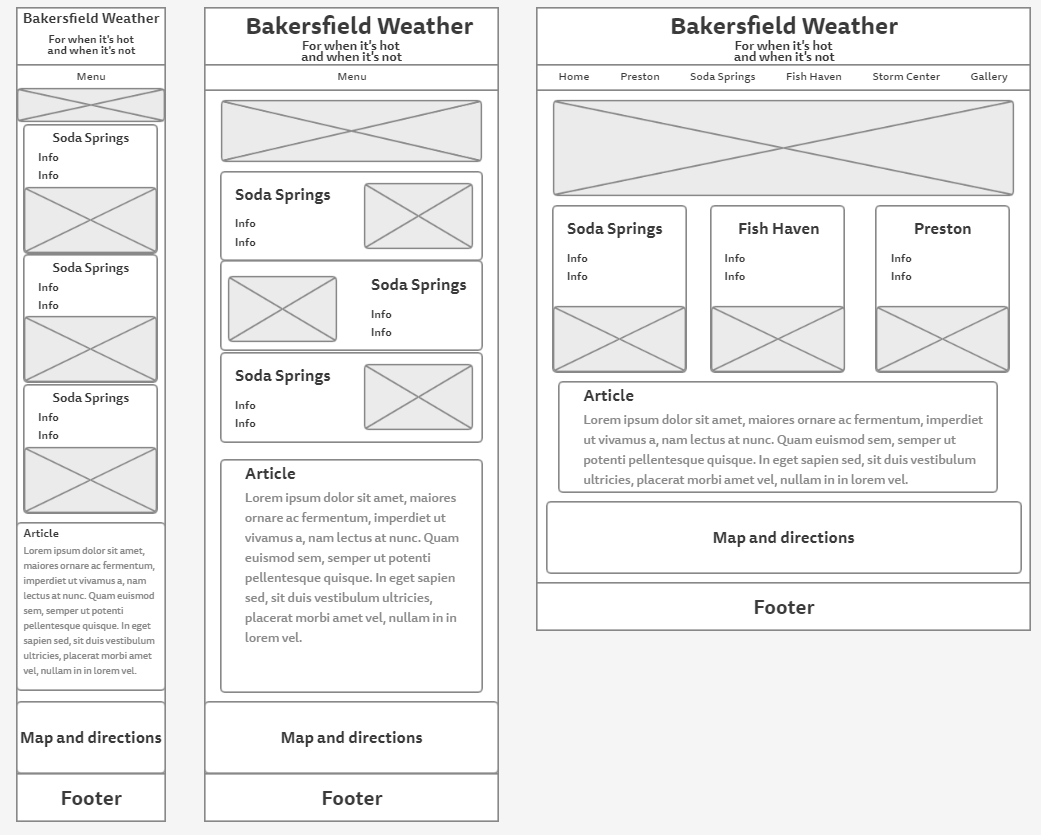 Bakersfield Weather
For when it's hot
and when it's not
Menu
Soda Springs
Info
Info
Soda Springs
Info
Info
Soda Springs
Info
Info
Article
Lorem ipsum dolor sit amet,
maiores ornare ac fermentum,
imperdiet ut vivamus a, nam
lectus at nunc. Quam euismod
sem, semper ut potenti
pellentesque quisque. In eget
sapien sed, sit duis vestibulum
ultricies, placerat morbi amet
vel, nullam in in lorem vel.
Map and directions
Footer
Bakersfield Weather
For when it's hot
and when it's not
Menu
Soda Springs
Info
Info
Soda Springs
Info
Info
Soda Springs
Info
Info
Article
Lorem ipsum dolor sit amet, maiores
ornare ac fermentum, imperdiet ut
vivamus a, nam lectus at nunc. Quam
euismod sem, semper ut potenti
pellentesque quisque. In eget sapien
sed, sit duis vestibulum ultricies,
placerat morbi amet vel, nullam in in
lorem vel.
Map and directions
Footer
Bakersfield Weather
For when it's hot
and when it's not
Home Preston Soda Springs Fish Haven Storm Center Gallery
Soda Springs
Info
Info
Fish Haven
Info
Info
Preston
Info
Info
Article
Lorem ipsum dolor sit amet, maiores ornare ac fermentum, imperdiet
ut vivamus a, nam lectus at nunc. Quam euismod sem, semper ut
potenti pellentesque quisque. In eget sapien sed, sit duis vestibulum
ultricies, placerat morbi amet vel, nullam in in lorem vel.
Map and directions
Footer